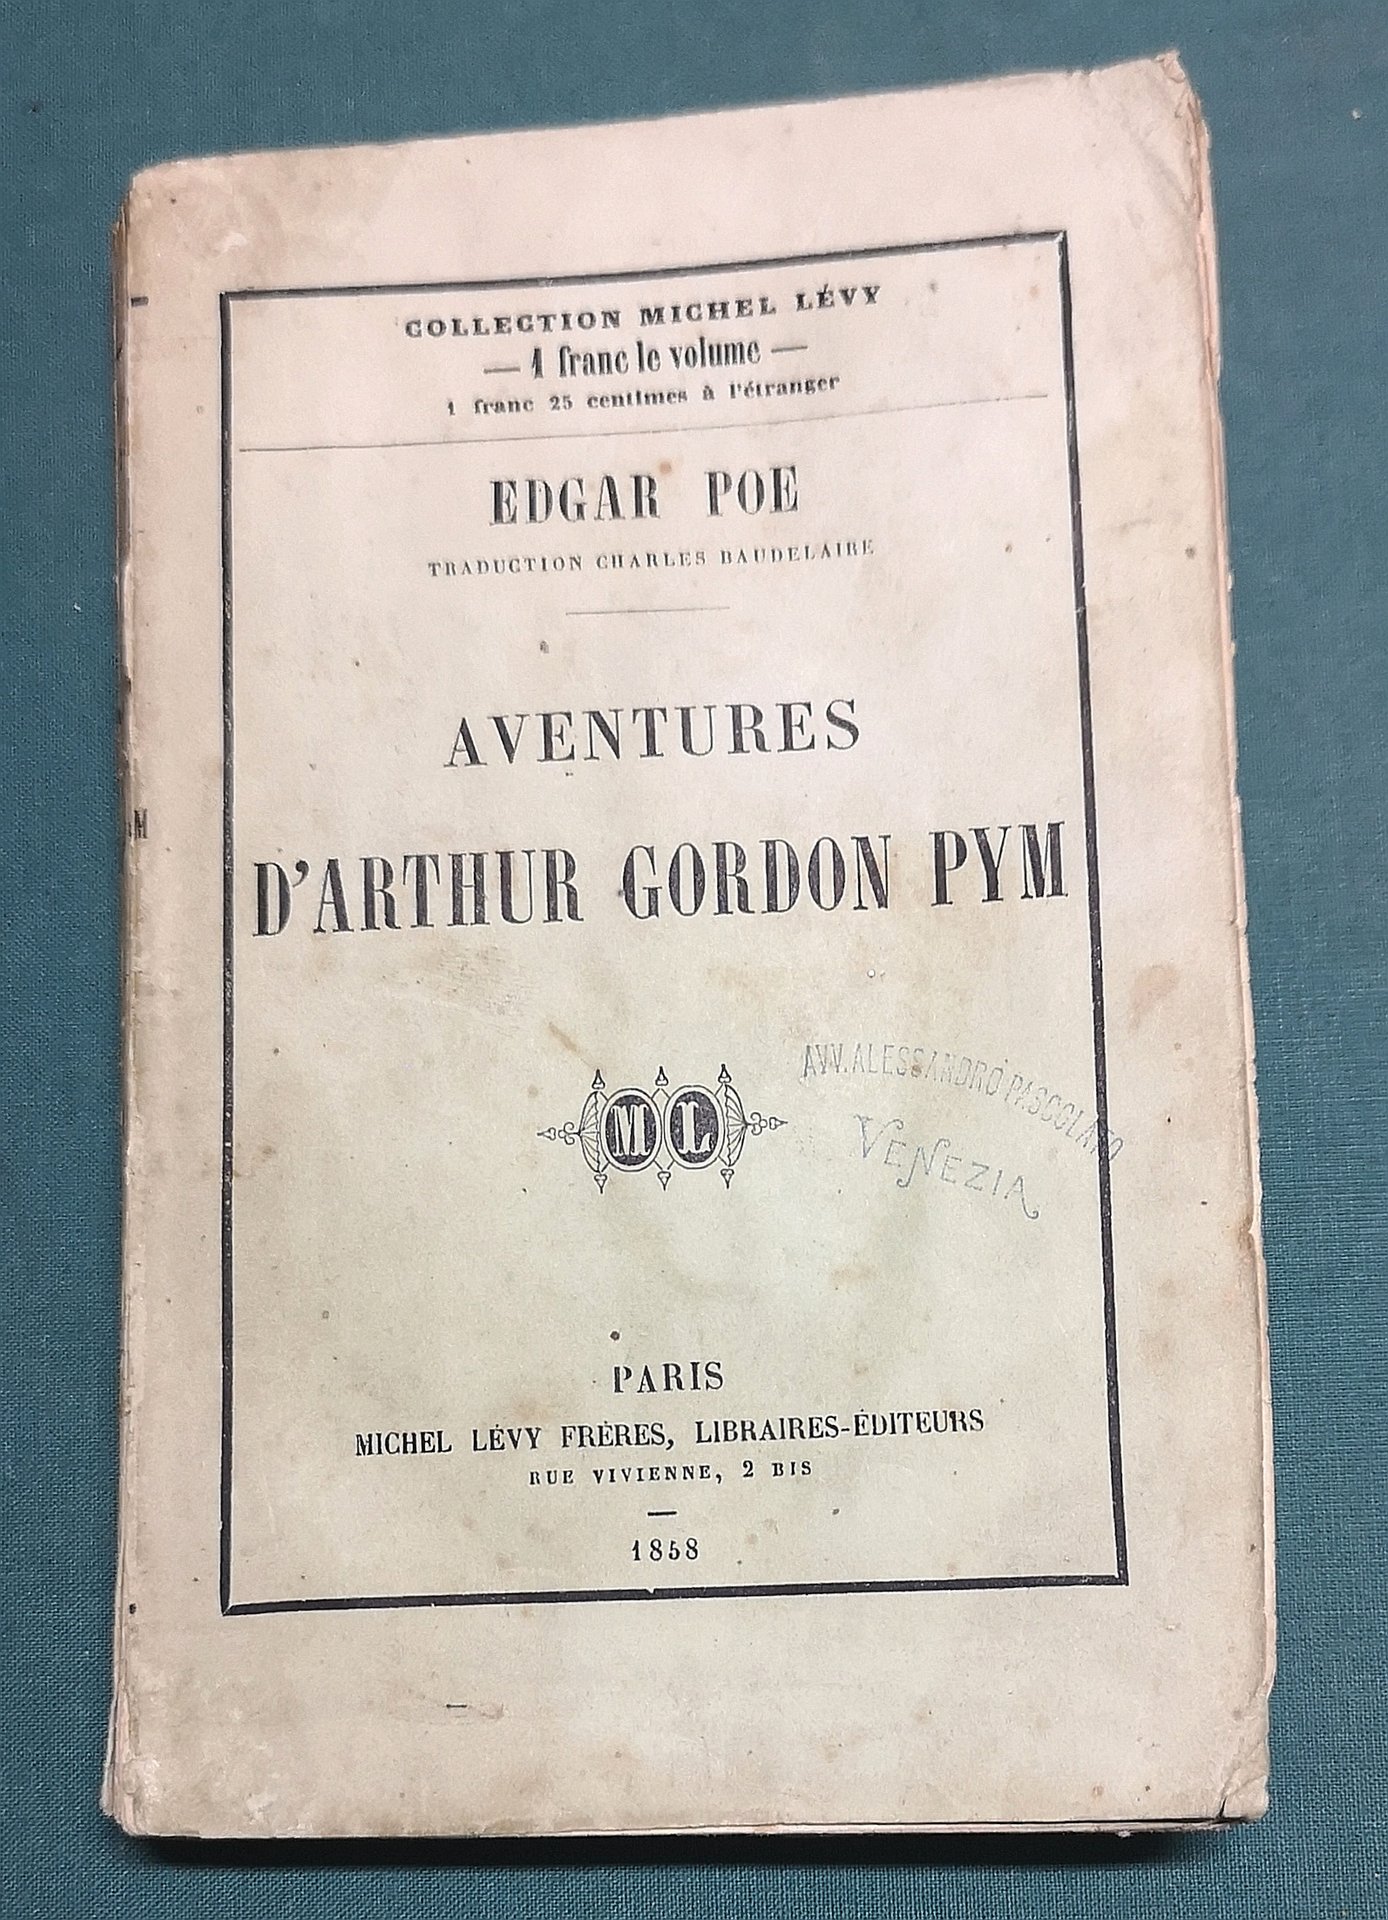 COLLECTION MICHEL LÉVY
— 1 franc le volume —
1 franc 25 centimes à l'étranger
EDGAR POE
TRADUCTION CHARLES BAUDELAIRE
AVENTURES
D'ARTHUR GORDON PYM
M L
AVV. ALESSANDRO PASCOLATO
VENEZIA
PARIS
MICHEL LÉVY FRÈRES, LIBRAIRES-ÉDITEURS
RUE VIVIENNE, 2 BIS
—
1858
M